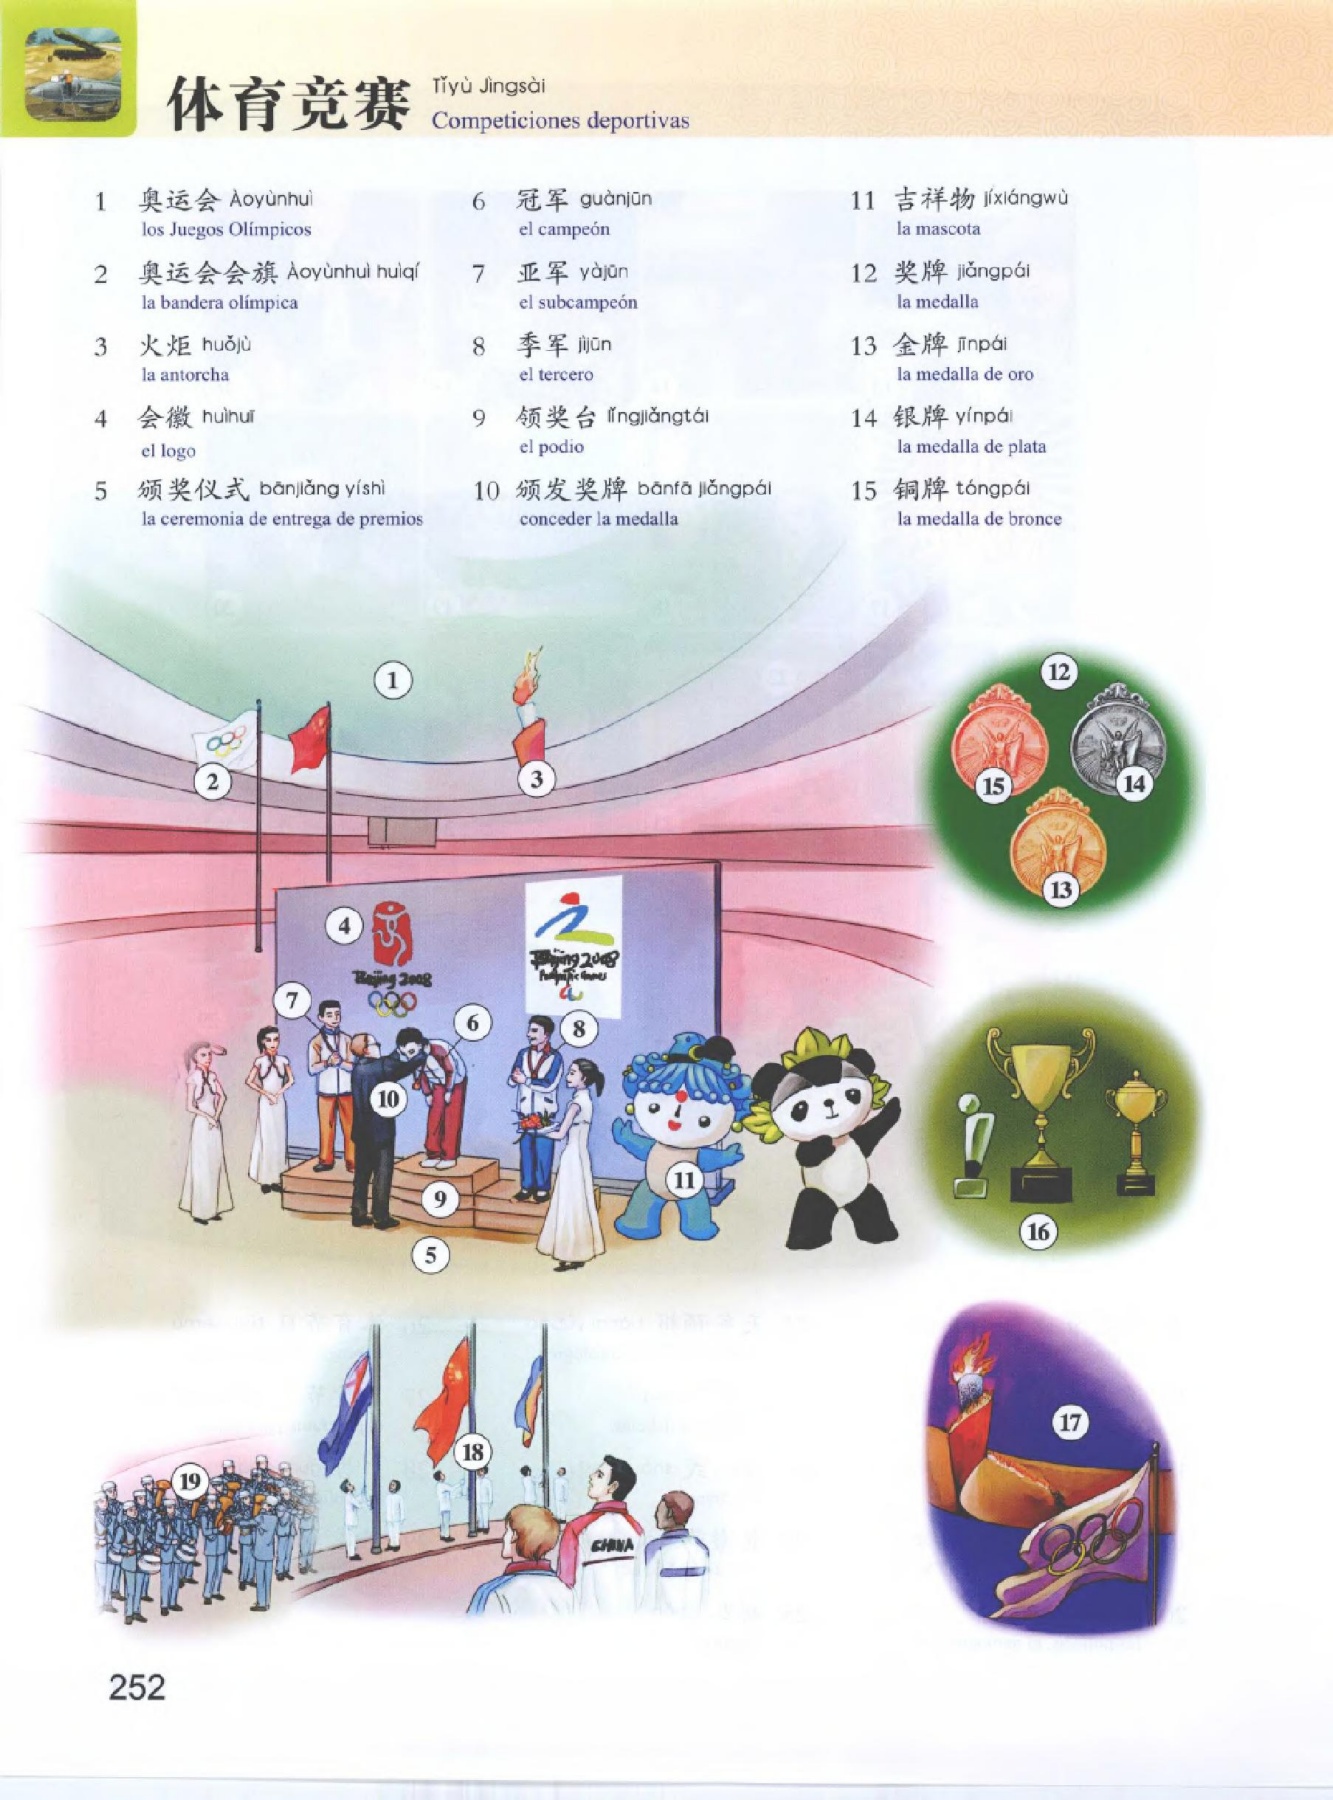 体育竞赛 Tǐyù Jìngsài
Competiciones deportivas
1 奥运会 Àoyùnhuì
los Juegos Olímpicos
2 奥运会会旗 Àoyùnhuì huìqí
la bandera olímpica
3 火炬 huǒjù
la antorcha
4 会徽 huìhuī
el logo
5 颁奖仪式 bānjiǎng yíshì
la ceremonia de entrega de premios
6 冠军 guànjūn
el campeón
7 亚军 yàjūn
el subcampeón
8 季军 jìjūn
el tercero
9 领奖台 lǐngjiǎngtái
el podio
10 颁发奖牌 bānfā jiǎngpái
conceder la medalla
11 吉祥物 jíxiángwù
la mascota
12 奖牌 jiǎngpái
la medalla
13 金牌 jīnpái
la medalla de oro
14 银牌 yínpái
la medalla de plata
15 铜牌 tóngpái
la medalla de bronce
1
2
3
12
15
14
13
4
Beijing 2008
Beijing 2008
Paralympic Games
7
6
8
10
11
9
5
16
17
18
19
CHINA
252